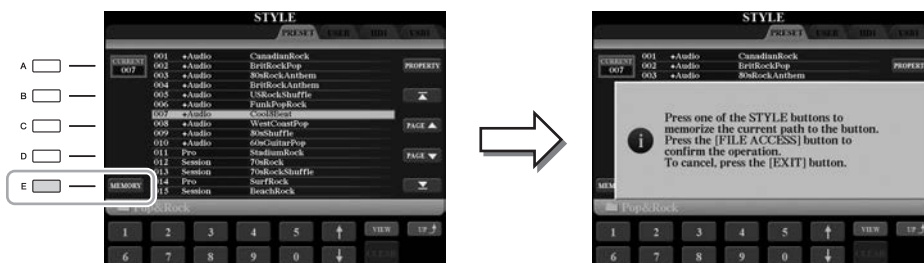 STYLE
PRESET USER HDI USB1
CURRENT
007
001 +Audio CanadianRock
002 +Audio BritRockPop
003 +Audio 80sRockAnthem
004 +Audio BritRockAnthem
005 +Audio USRockShuffle
006 +Audio FunkPopRock
007 +Audio Cool8Beat
008 +Audio WestCoastPop
009 +Audio 80sShuffle
010 +Audio 60sGuitarPop
011 Pro StadiumRock
012 Session 70sRock
013 Session 70sRockShuffle
014 Pro SurfRock
015 Session BeachRock
PROPERTY
PAGE
PAGE
A
B
C
D
E
MEMORY
Pop&Rock
1 2 3 4 5 VIEW UP
6 7 8 9 0
STYLE
PRESET USER HDI USB1
CURRENT
007
001 +Audio CanadianRock
002 +Audio BritRockPop
003 +Audio 80sRockAnthem
PROPERT
Press one of the STYLE buttons to
memorize the current path to the button.
Press the [FILE ACCESS] button to
confirm the operation.
To cancel, press the [EXIT] button.
MEM
Pop&Rock
1 2 3 4 5 VIEW UP
6 7 8 9 0